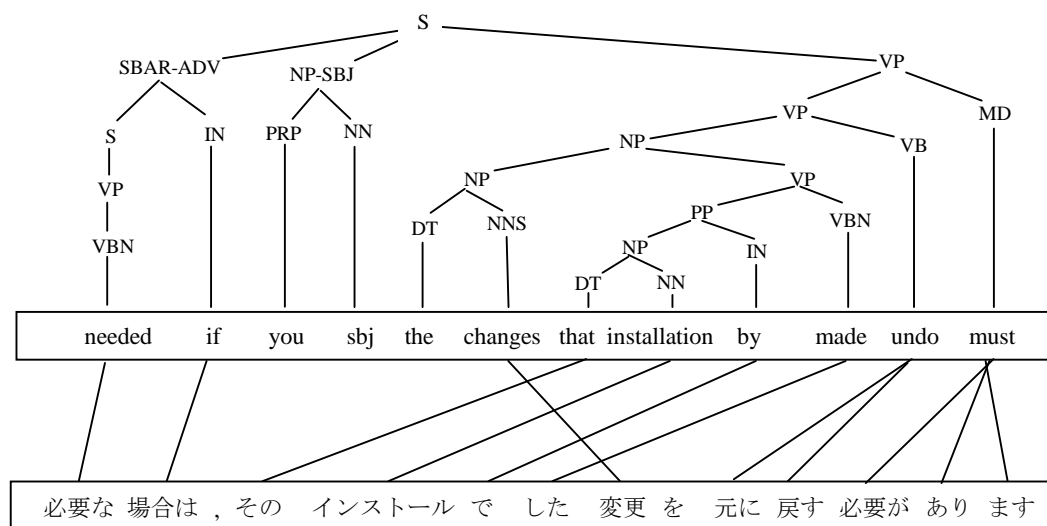 S
SBAR-ADV NP-SBJ VP
S IN PRP NN NP VP MD
VP NP VP VB
VBN DT NNS PP VBN
NP IN
DT NN
needed if you sbj the changes that installation by made undo must
必要な 場合は , その インストール で した 変更 を 元に 戻す 必要が あり ます